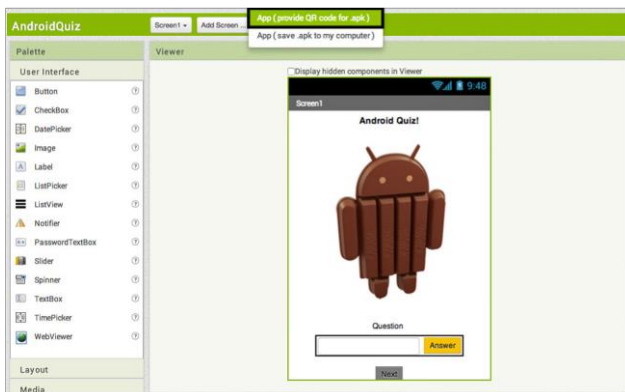 App ( provide QR code for .apk )
AndroidQuiz Screen1 Add Screen ...
App ( save .apk to my computer )
Palette Viewer
User Interface
Display hidden components in Viewer
Button
9:48
CheckBox
Screen1
DatePicker
Android Quiz!
Image
Label
ListPicker
ListView
Notifier
PasswordTextBox
Slider
Spinner
TextBox
Question
TimePicker
WebViewer
Answer
Layout
Next
Media